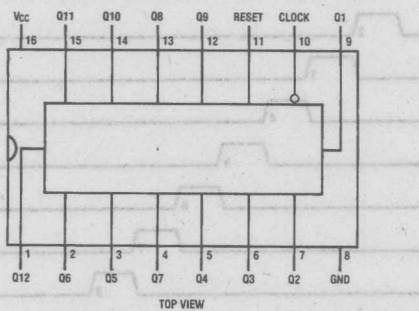 VCC Q11 Q10 Q8 Q9 RESET CLOCK Q1
16 15 14 13 12 11 10 9
1 2 3 4 5 6 7 8
Q12 Q6 Q5 Q7 Q4 Q3 Q2 GND
TOP VIEW